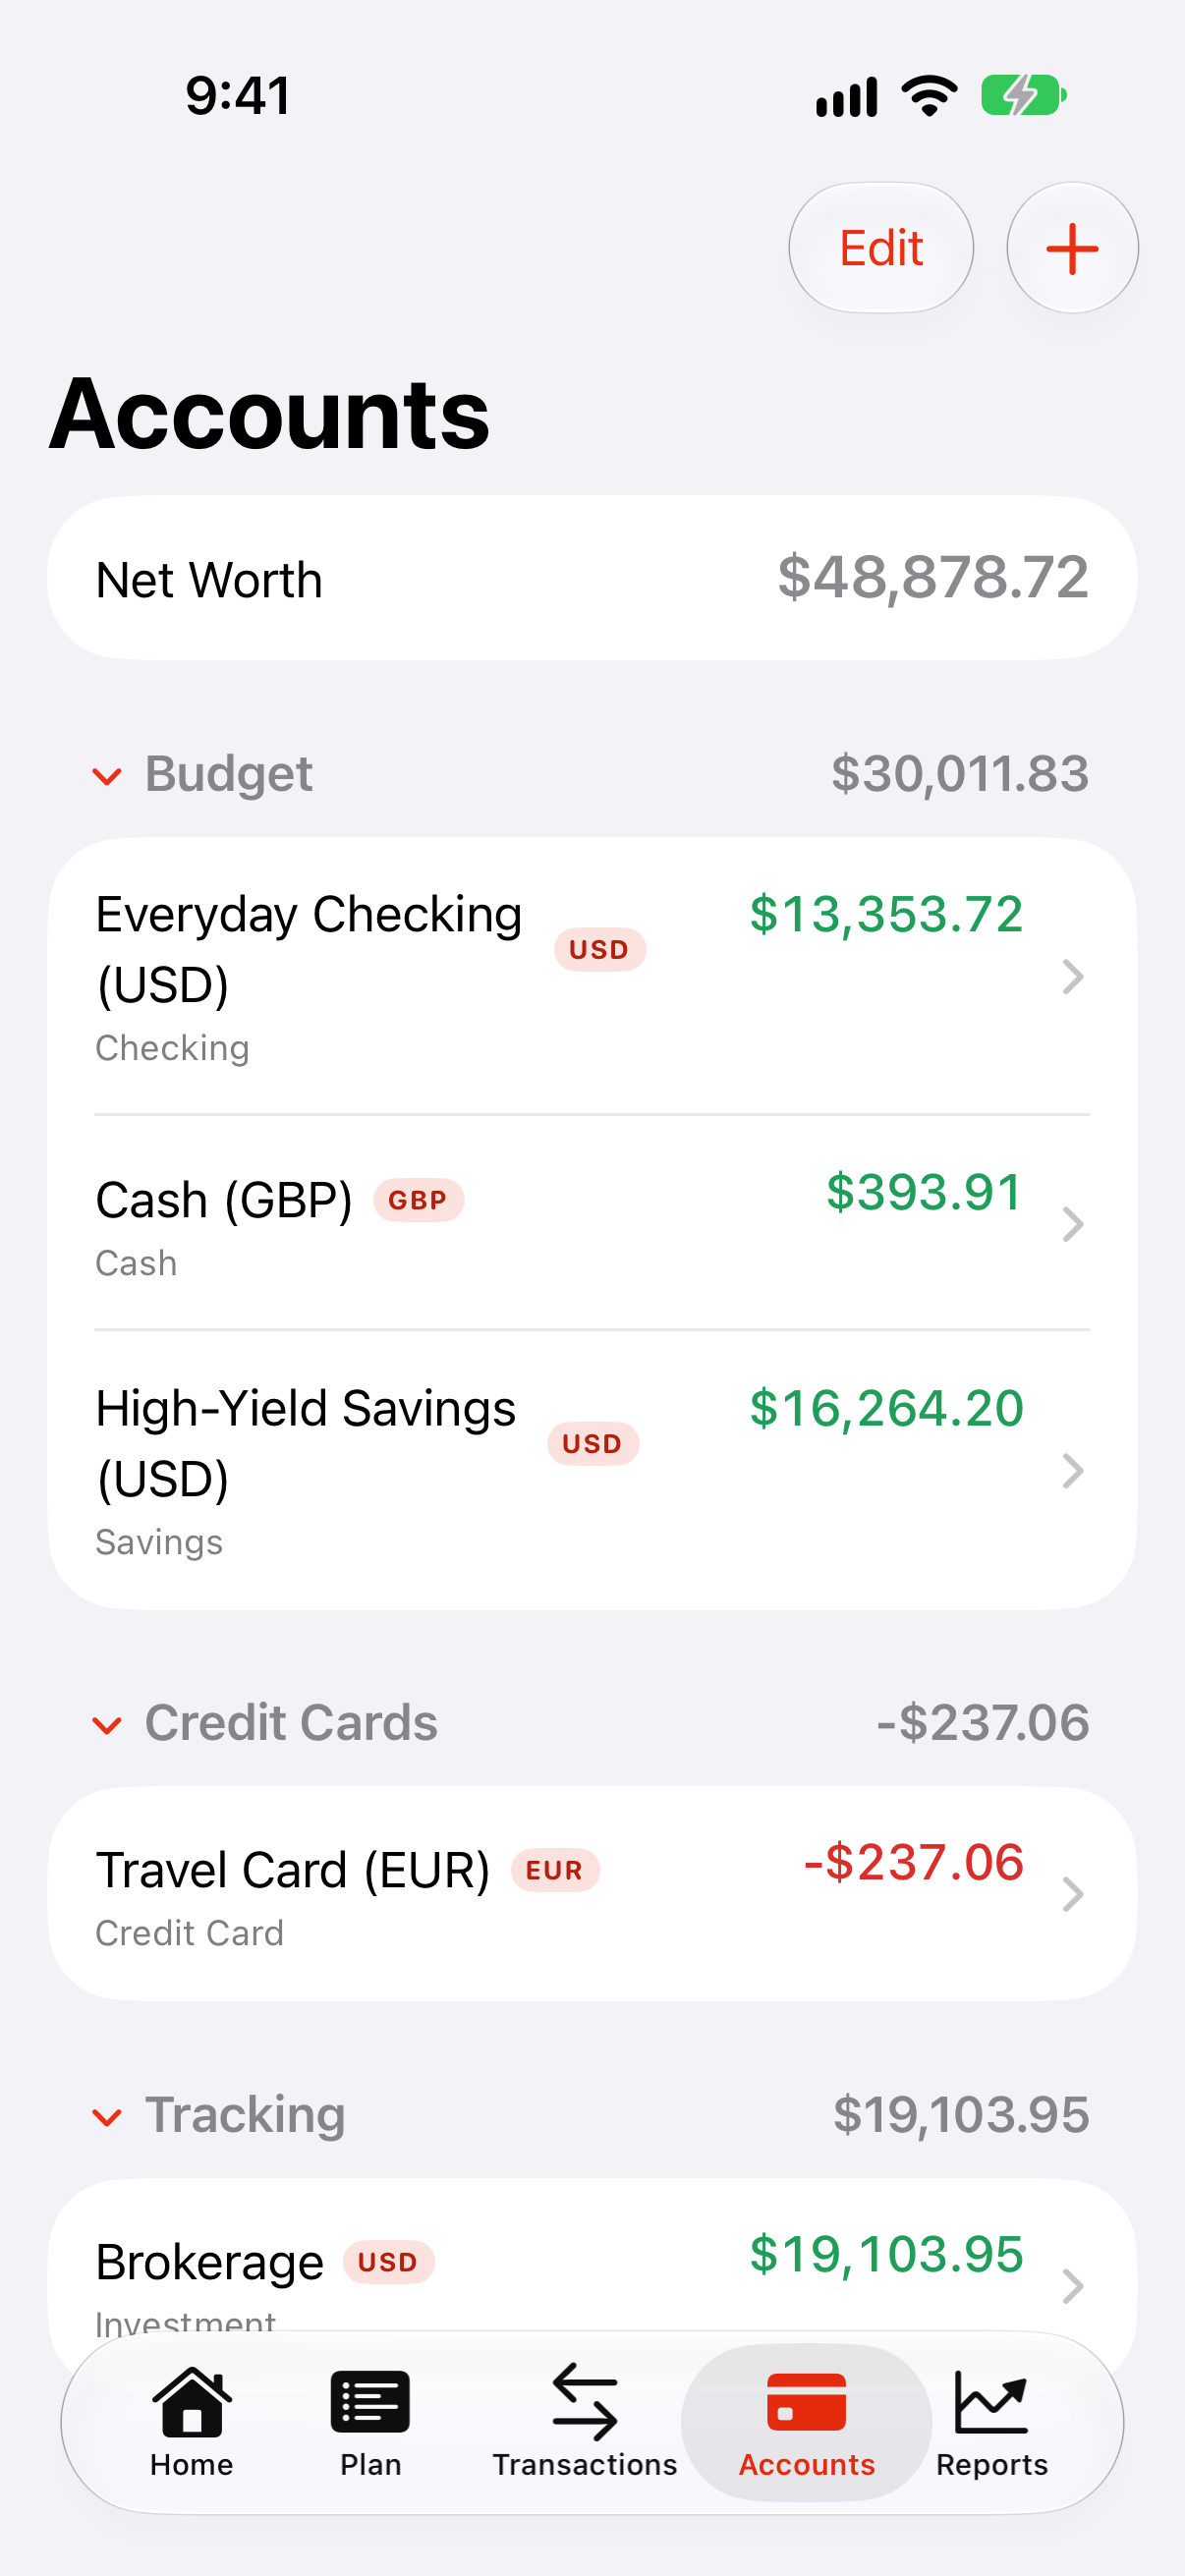 9:41
Edit
Accounts
Net Worth $48,878.72
Budget $30,011.83
Everyday Checking (USD) USD $13,353.72
Checking
Cash (GBP) GBP $393.91
Cash
High-Yield Savings (USD) USD $16,264.20
Savings
Credit Cards -$237.06
Travel Card (EUR) EUR -$237.06
Credit Card
Tracking $19,103.95
Brokerage USD $19,103.95
Investment
Home Plan Transactions Accounts Reports